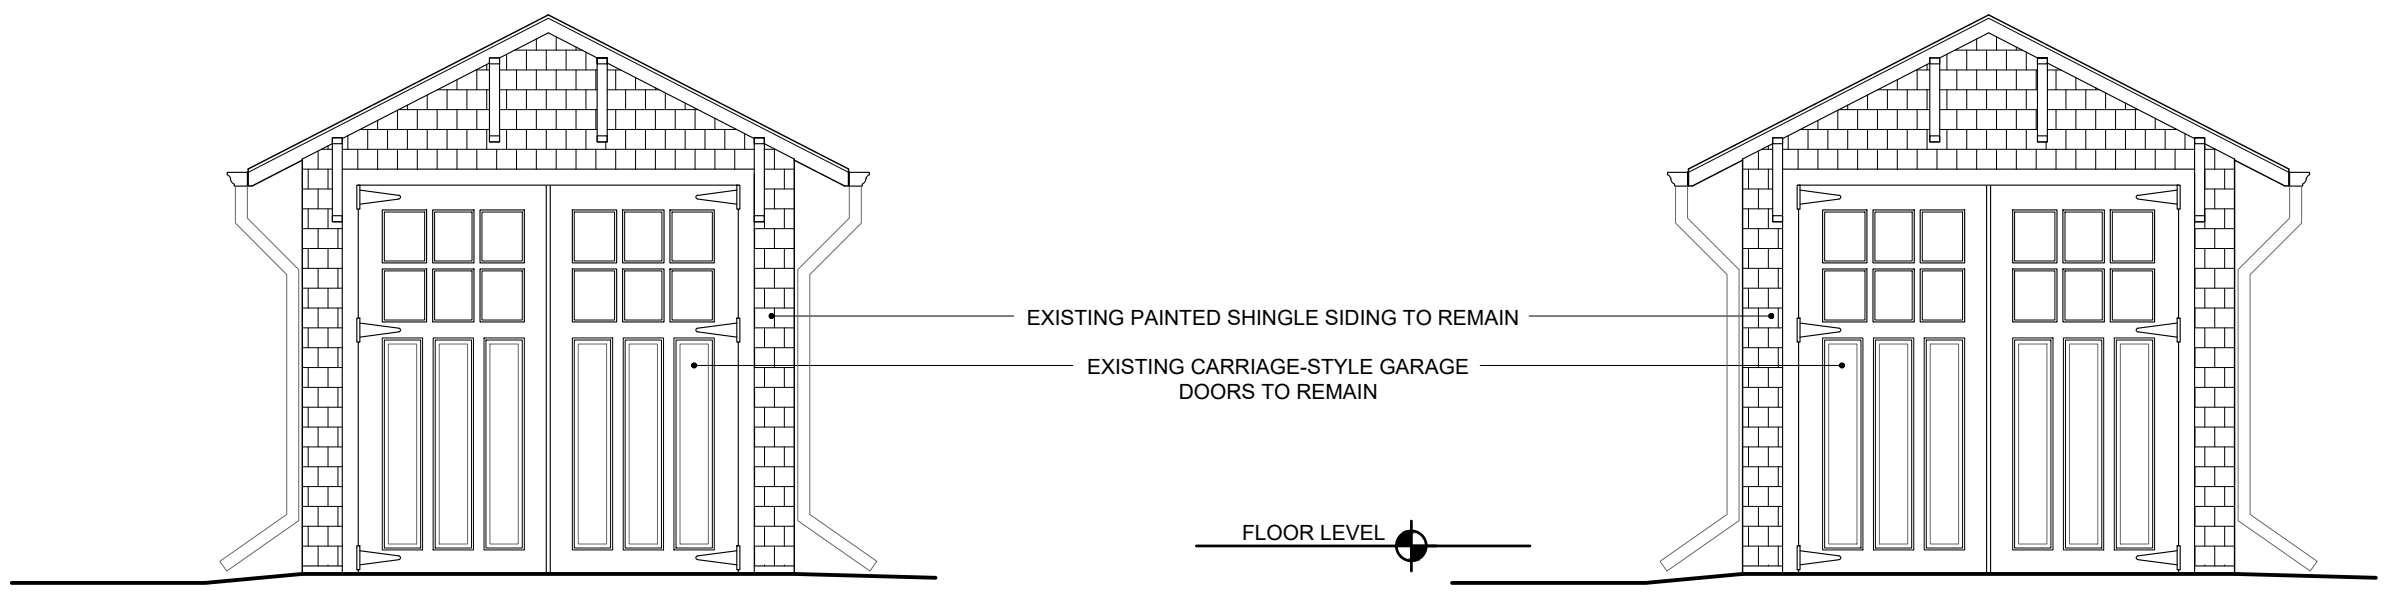 EXISTING PAINTED SHINGLE SIDING TO REMAIN
EXISTING CARRIAGE-STYLE GARAGE
DOORS TO REMAIN
FLOOR LEVEL